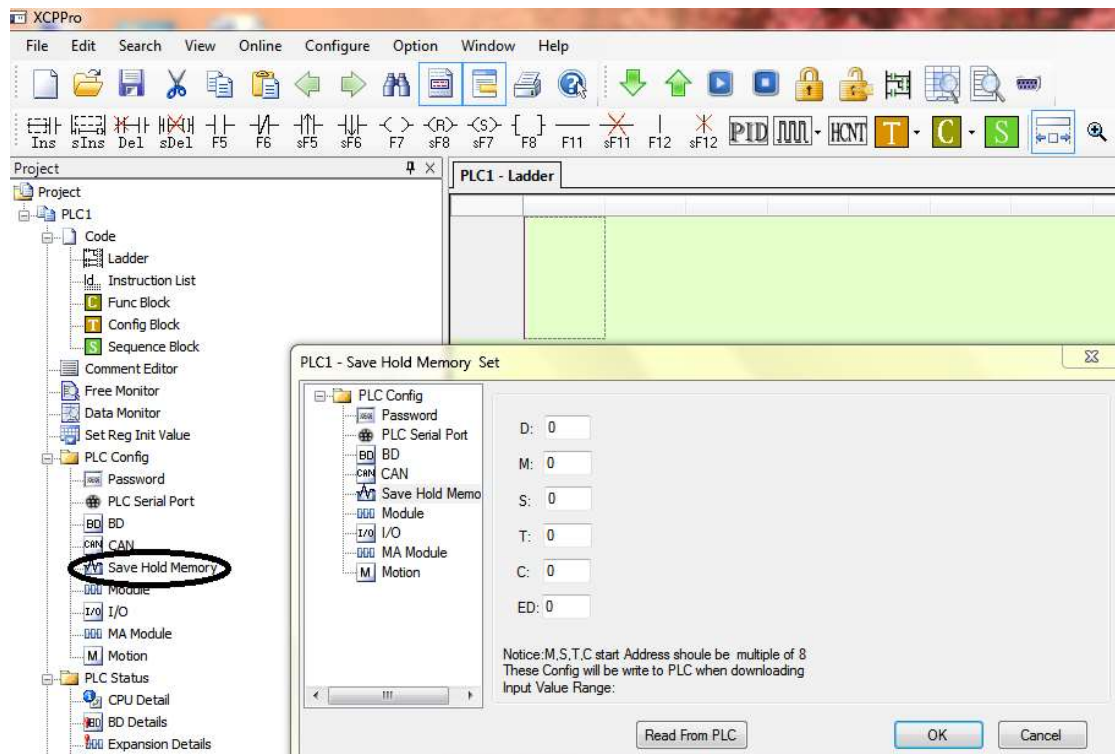 XCPPro
File Edit Search View Online Configure Option Window Help
Ins sIns Del sDel F5 F6 sF5 sF6 F7 sF8 sF7 F8 F11 sF11 F12 sF12 PID HCNT T C S
Project
PLC1 - Ladder
Project
PLC1
Code
Ladder
Instruction List
C Func Block
T Config Block
S Sequence Block
Comment Editor
Free Monitor
Data Monitor
Set Reg Init Value
PLC Config
Password
PLC Serial Port
BD BD
CAN CAN
Save Hold Memory
Module
I/O I/O
MA Module
M Motion
PLC Status
CPU Detail
BD BD Details
Expansion Details
PLC1 - Save Hold Memory Set
PLC Config
Password
PLC Serial Port
BD BD
CAN CAN
Save Hold Memo
Module
I/O I/O
MA Module
M Motion
D: 0
M: 0
S: 0
T: 0
C: 0
ED: 0
Notice:M,S,T,C start Address shoule be multiple of 8
These Config will be write to PLC when downloading
Input Value Range:
Read From PLC OK Cancel